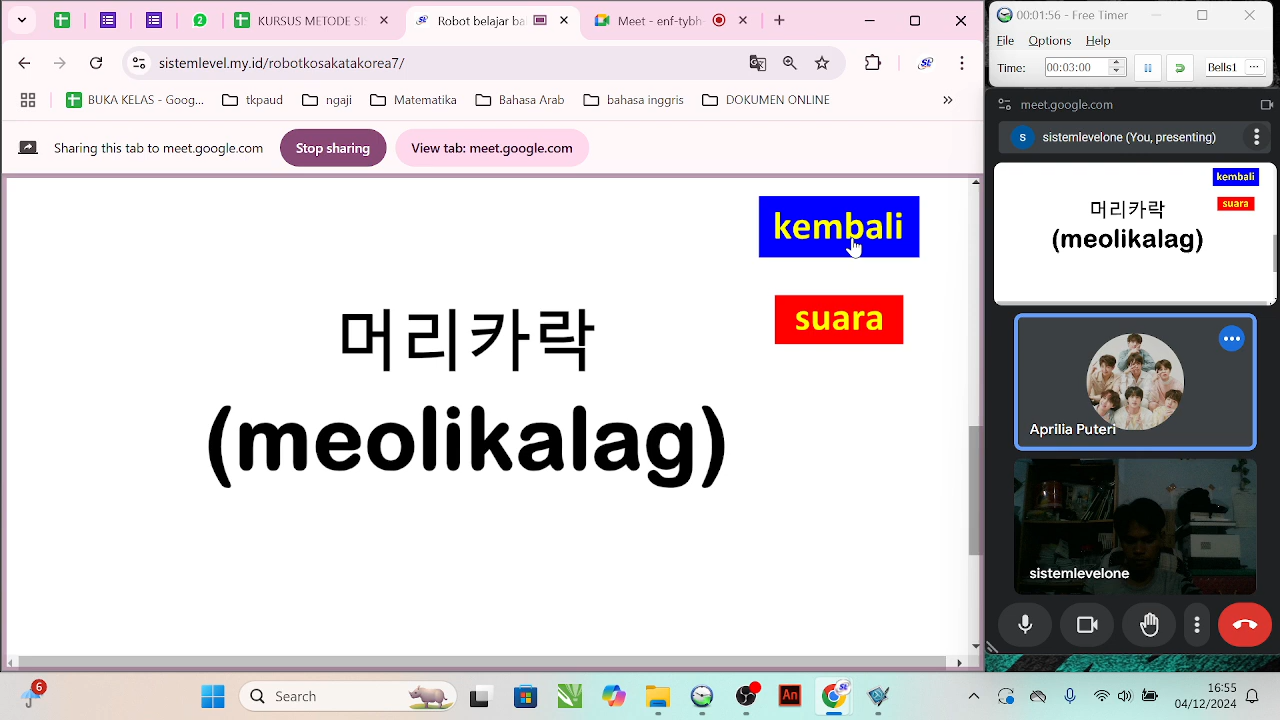 2
KURSUS METODE SI
Robot belajar ba
Meet - enf-tybh
sistemlevel.my.id/robotkosakatakorea7/
BUKA KELAS - Goog...
tkpaud
ngaji
Matematika
Bahasa Arab
bahasa inggris
DOKUMEN ONLINE
Sharing this tab to meet.google.com
Stop sharing
View tab: meet.google.com
kembali
suara
머리카락
(meolikalag)
00:01:56 - Free Timer
File Options Help
Time: 00:03:00 Bells1 ...
meet.google.com
s sistemlevelone (You, presenting)
kembali
suara
머리카락
(meolikalag)
Aprilia Puteri
sistemlevelone
6
Search
An
16:55
04/12/2024